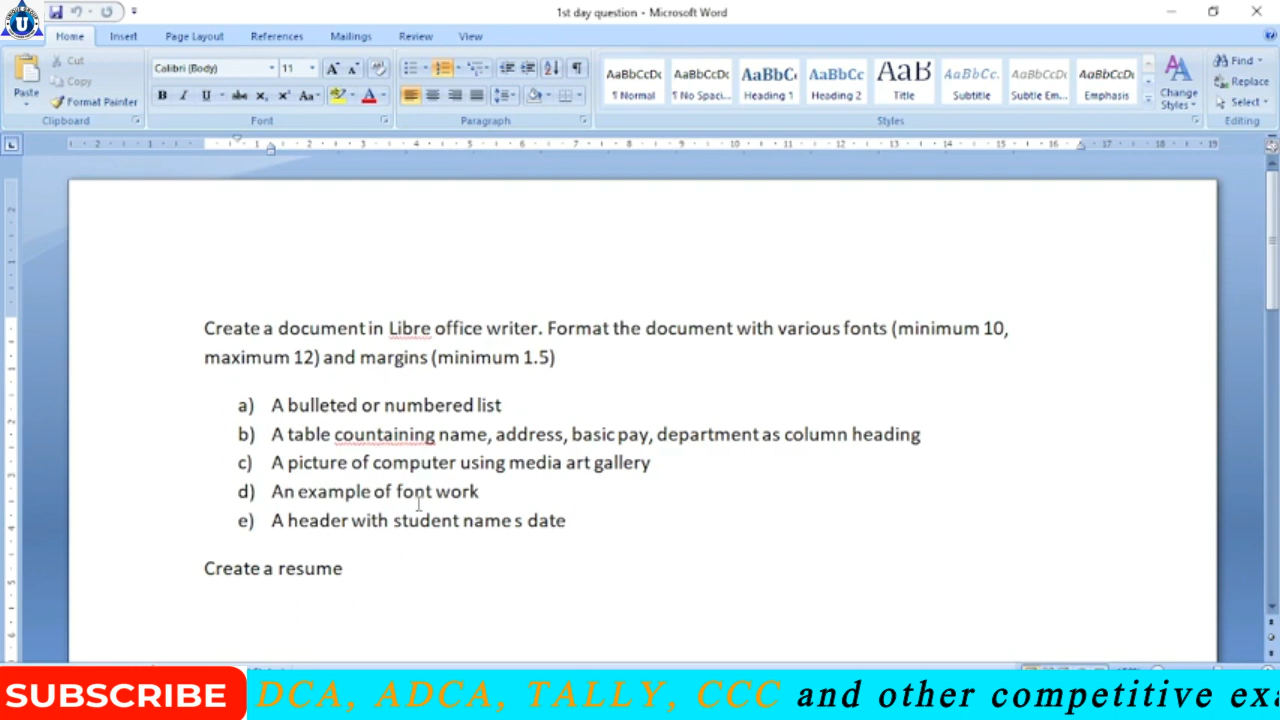 1st day question - Microsoft Word
Home Insert Page Layout References Mailings Review View
Cut
Copy
Format Painter
Paste
Clipboard
Calibri (Body) 11
Font
Paragraph
AaBbCcDc AaBbCcDc AaBbC AaBbCc AaB AaBbCc. AaBbCcDc AaBbCcDc
¶ Normal ¶ No Spaci... Heading 1 Heading 2 Title Subtitle Subtle Em... Emphasis
Change Styles
Styles
Find
Replace
Select
Editing
Create a document in Libre office writer. Format the document with various fonts (minimum 10,
maximum 12) and margins (minimum 1.5)
a) A bulleted or numbered list
b) A table countaining name, address, basic pay, department as column heading
c) A picture of computer using media art gallery
d) An example of font work
e) A header with student name s date
Create a resume
SUBSCRIBE DCA, ADCA, TALLY, CCC and other competitive exa